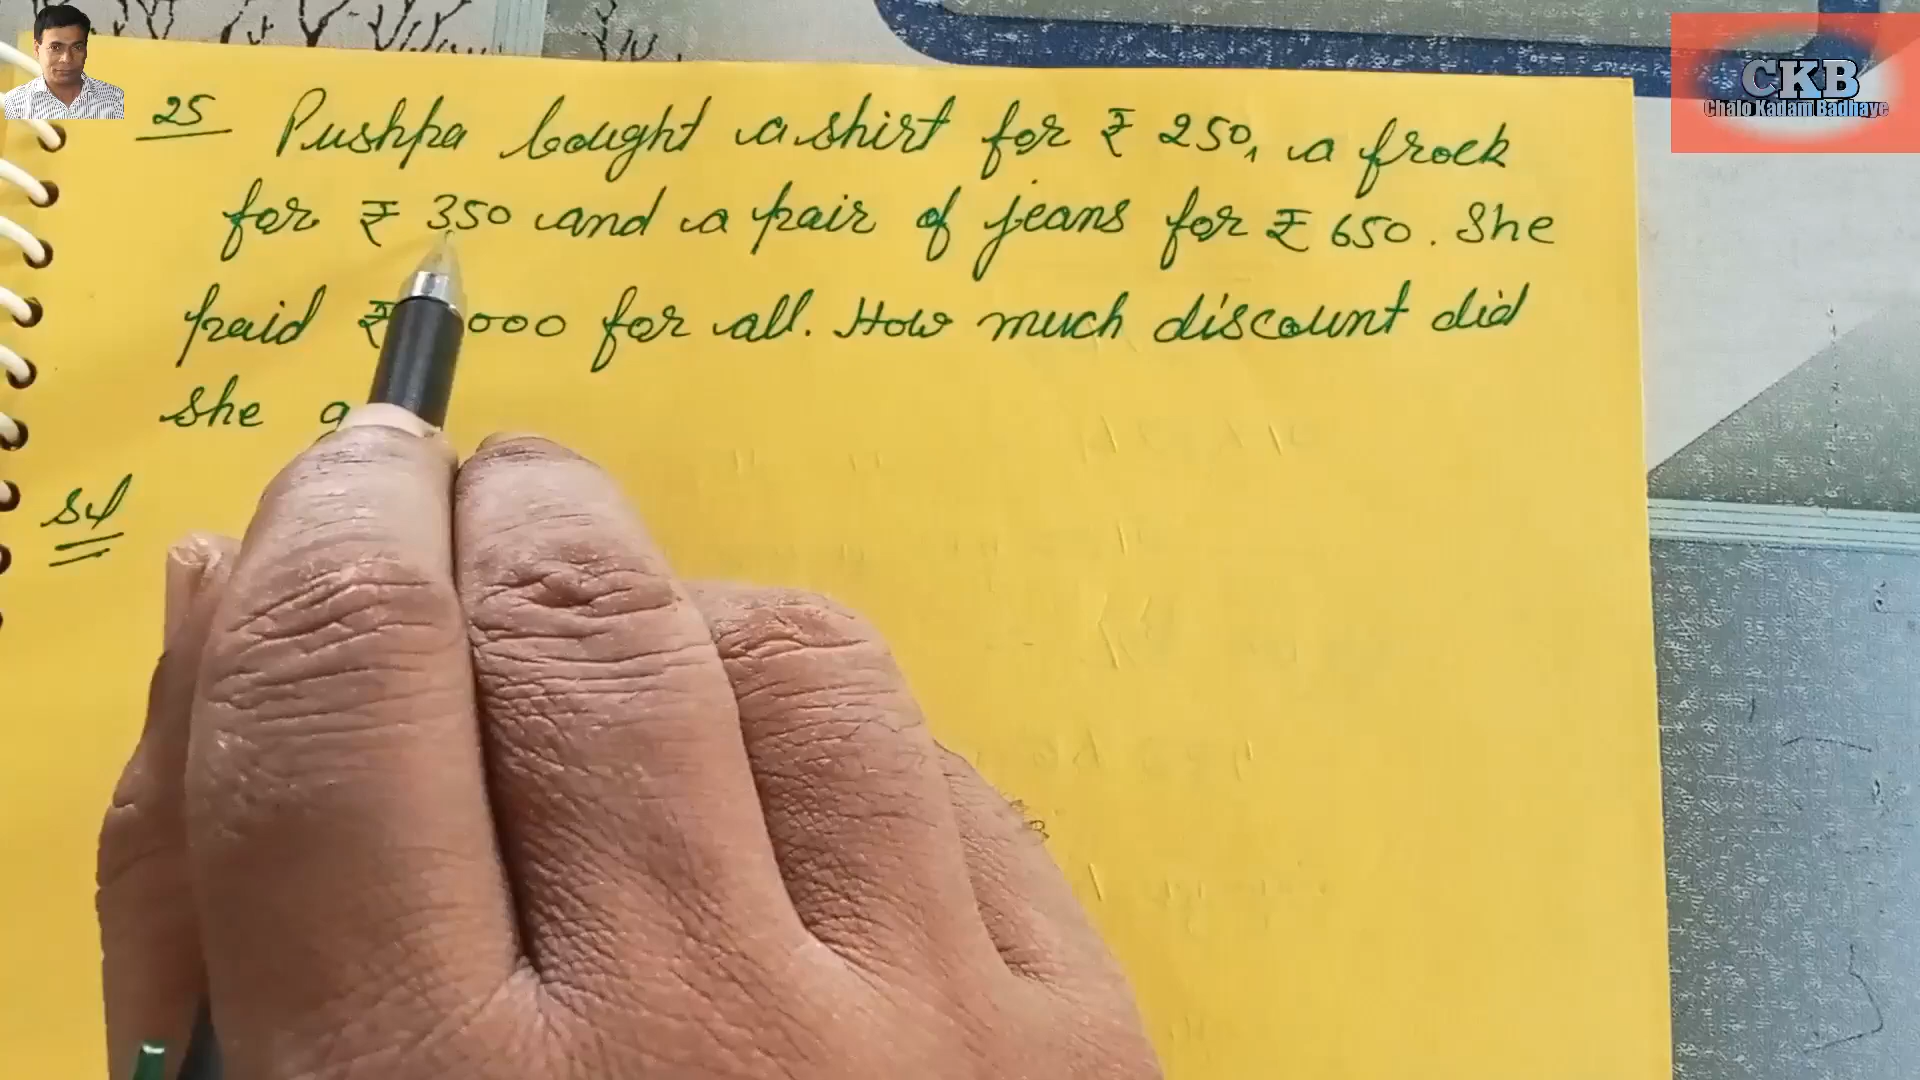 CKB
Chalo Kadam Badhaye
25 Pushpa bought a shirt for ₹ 250, a frock
for ₹ 350 and a pair of jeans for ₹ 650. She
paid ₹ 000 for all. How much discount did
she
Sol